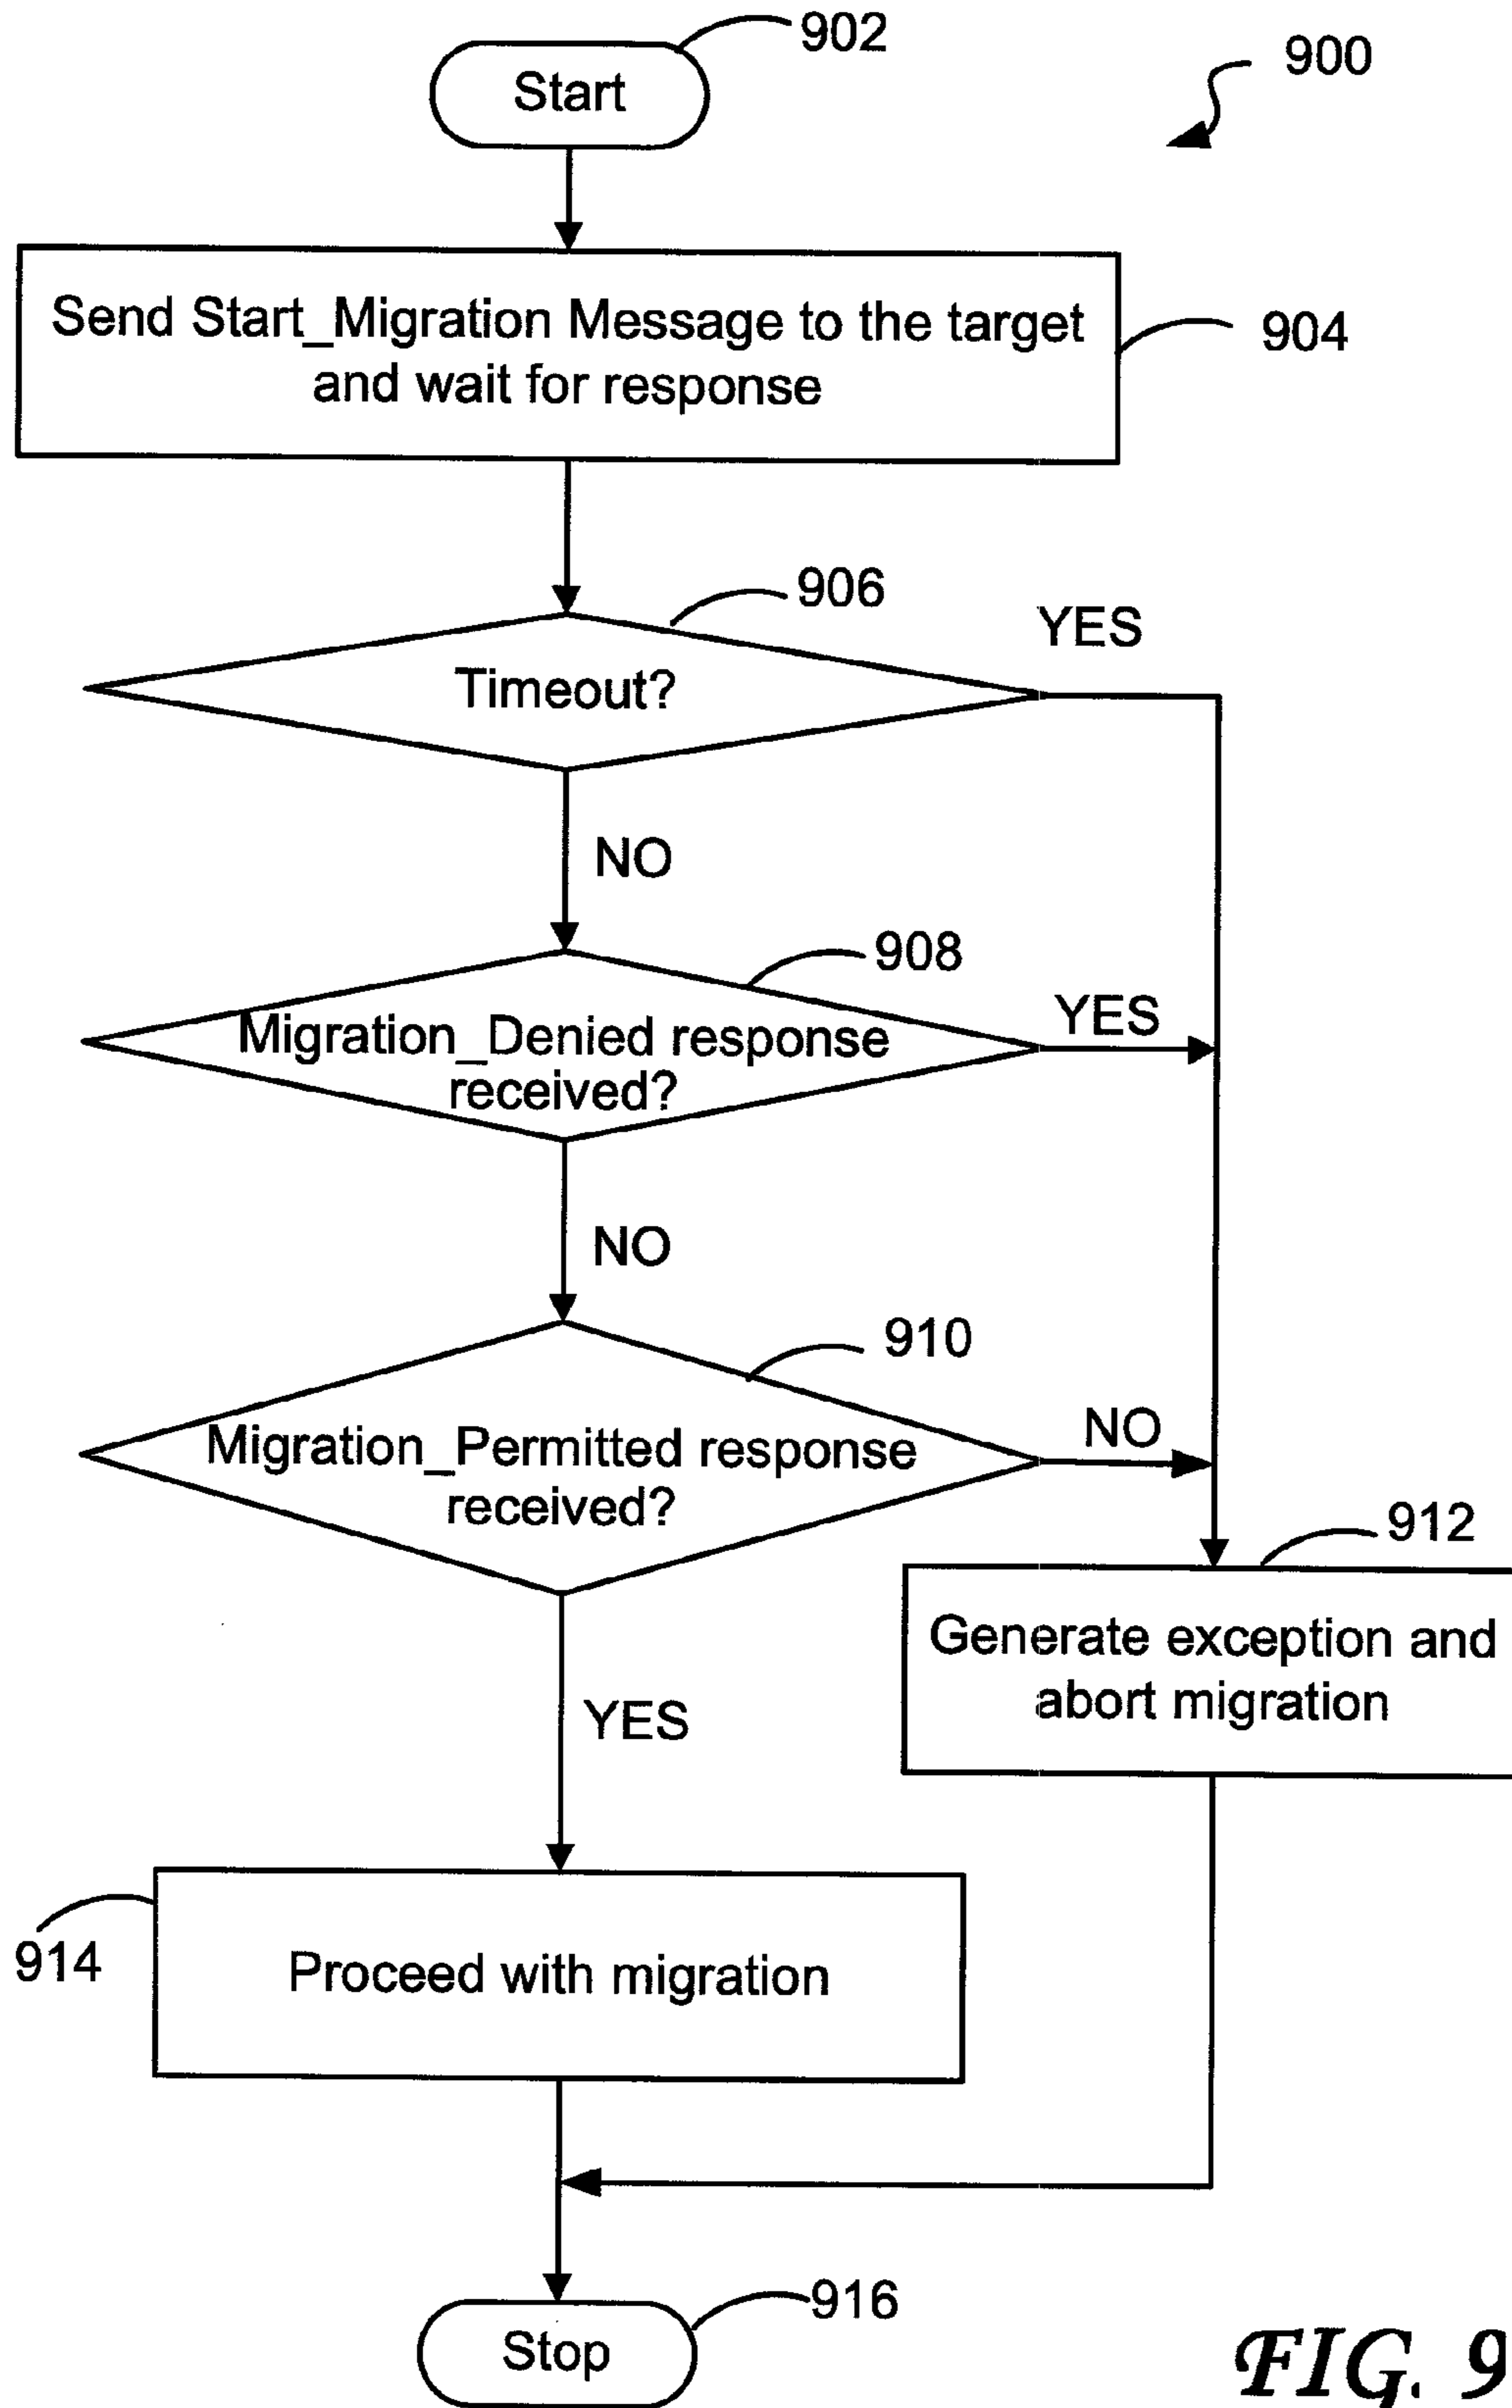 902
900
Start
Send Start_Migration Message to the target
and wait for response
904
906
YES
Timeout?
NO
908
Migration_Denied response
received?
YES
NO
910
Migration_Permitted response
received?
NO
912
Generate exception and
abort migration
YES
914
Proceed with migration
916
Stop
FIG. 9